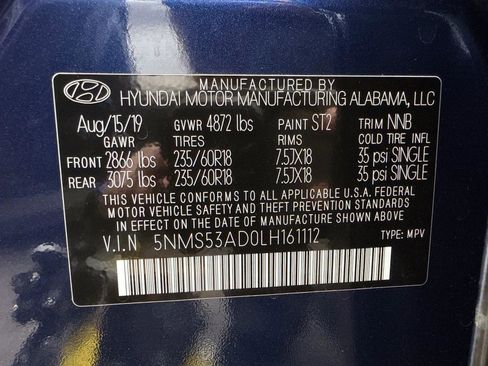 MANUFACTURED BY
HYUNDAI MOTOR MANUFACTURING ALABAMA, LLC
Aug/15/19 GVWR 4872 lbs PAINT ST2 TRIM NNB
GAWR TIRES RIMS COLD TIRE INFL
FRONT 2866 lbs 235/60R18 7.5JX18 35 psi SINGLE
REAR 3075 lbs 235/60R18 7.5JX18 35 psi SINGLE
THIS VEHICLE CONFORMS TO ALL APPLICABLE U.S.A. FEDERAL
MOTOR VEHICLE SAFETY AND THEFT PREVENTION STANDARDS
IN EFFECT ON THE DATE OF MANUFACTURE SHOWN ABOVE.
V.I.N 5NMS53AD0LH161112 TYPE: MPV